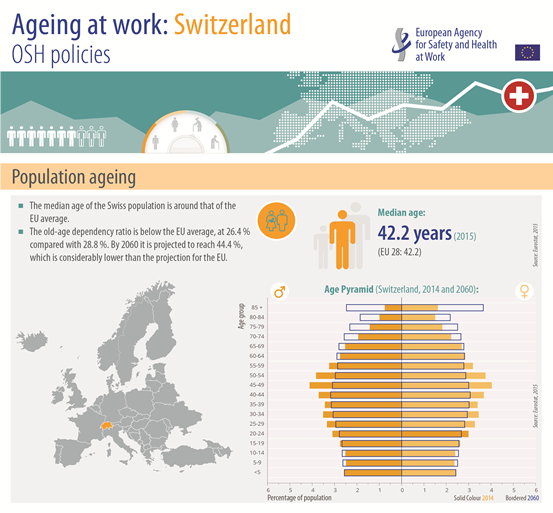 Ageing at work: Switzerland
OSH policies
European Agency
for Safety and Health
at Work
Population ageing
The median age of the Swiss population is around that of the
EU average.
The old-age dependency ratio is below the EU average, at 26.4 %
compared with 28.8 %. By 2060 it is projected to reach 44.4 %,
which is considerably lower than the projection for the EU.
Median age:
42.2 years (2015)
(EU 28: 42.2)
Source: Eurostat, 2015
Age Pyramid (Switzerland, 2014 and 2060):
Age group
85 +
80-84
75-79
70-74
65-69
60-64
55-59
50-54
45-49
40-44
35-39
30-34
25-29
20-24
15-19
10-14
5-9
<5
6 5 4 3 2 1 0 1 2 3 4 5 6
Percentage of population
Solid Colour 2014
Bordered 2060
Source: Eurostat, 2015